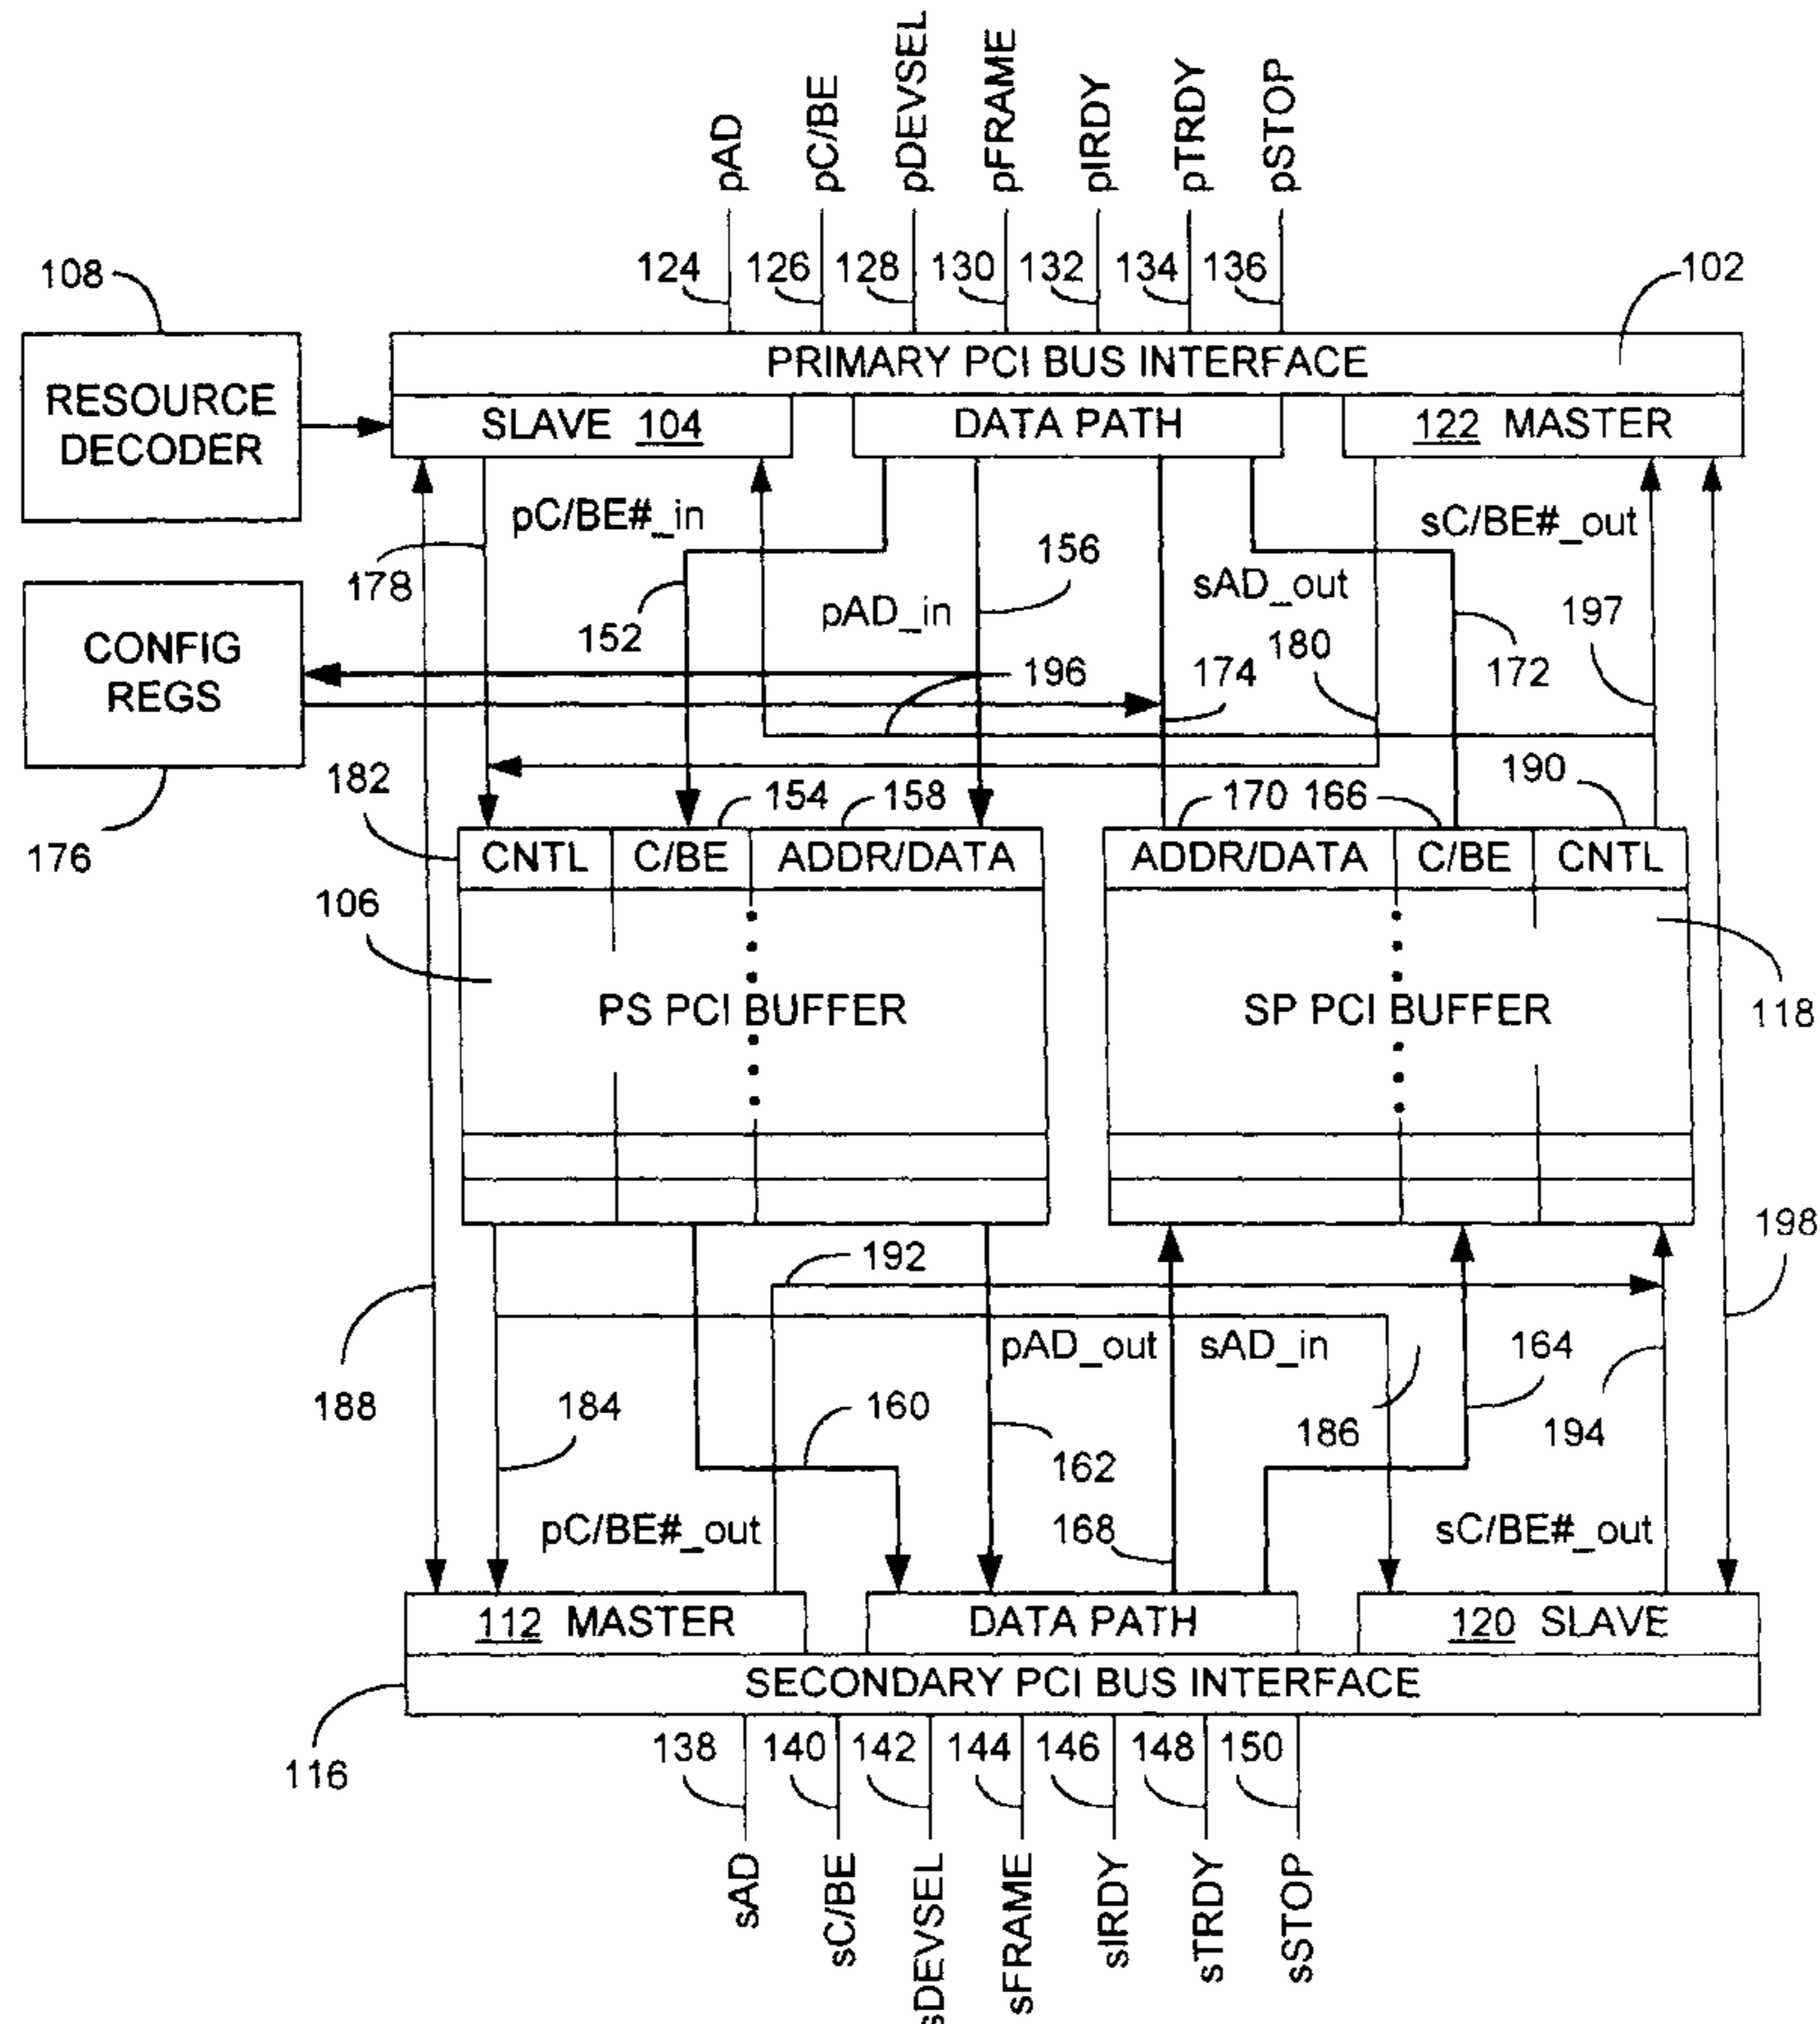 pAD
pC/BE
pDEVSEL
pFRAME
pIRDY
pTRDY
pSTOP
108
124
126
128
130
132
134
136
102
PRIMARY PCI BUS INTERFACE
RESOURCE
DECODER
SLAVE 104
DATA PATH
122 MASTER
pC/BE#_in
sC/BE#_out
178
156
152
pAD_in
sAD_out
197
CONFIG
REGS
196
174
180
172
182
154
158
170
166
190
176
CNTL
C/BE
ADDR/DATA
ADDR/DATA
C/BE
CNTL
106
PS PCI BUFFER
SP PCI BUFFER
118
192
198
pAD_out
sAD_in
164
188
184
160
186
194
162
pC/BE#_out
168
sC/BE#_out
112 MASTER
DATA PATH
120 SLAVE
SECONDARY PCI BUS INTERFACE
116
138
140
142
144
146
148
150
sAD
sC/BE
sDEVSEL
sFRAME
sIRDY
sTRDY
sSTOP